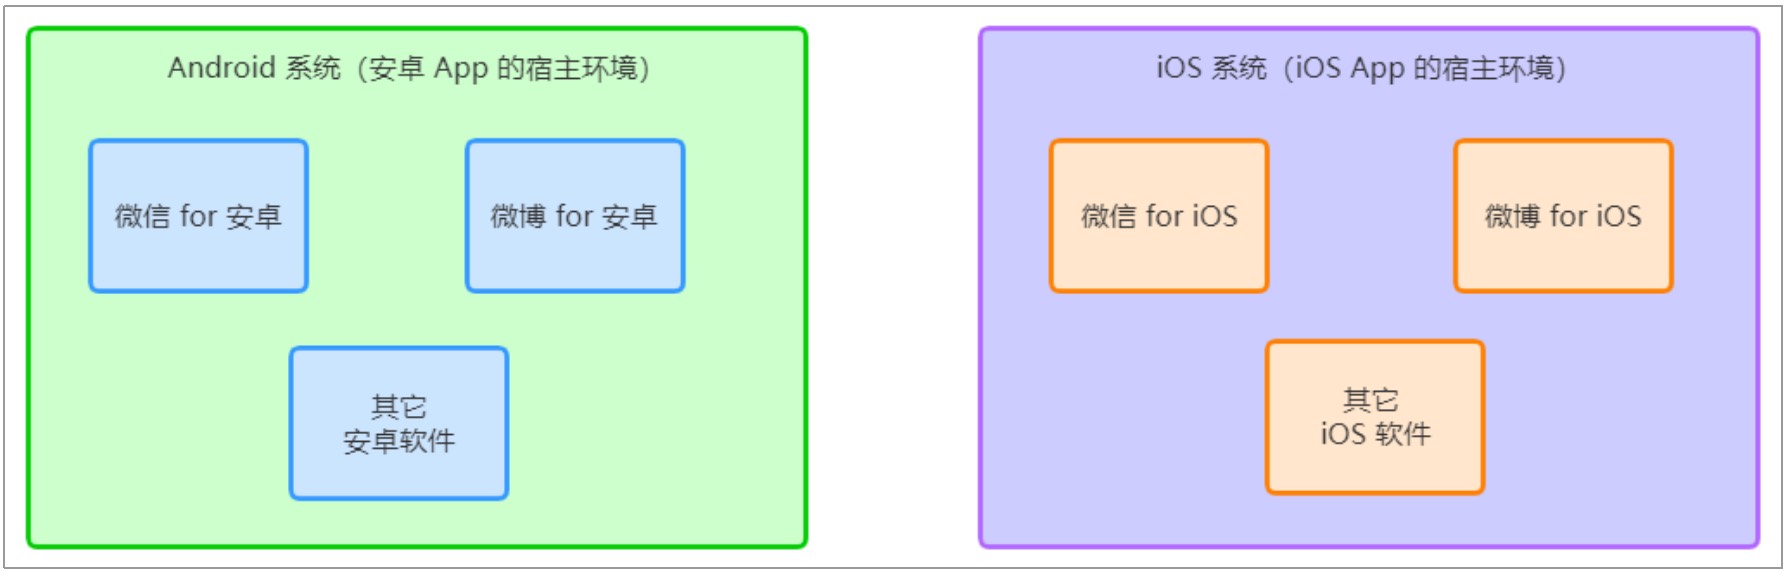 Android 系统（安卓 App 的宿主环境）
微信 for 安卓
微博 for 安卓
其它
安卓软件
iOS 系统（iOS App 的宿主环境）
微信 for iOS
微博 for iOS
其它
iOS 软件